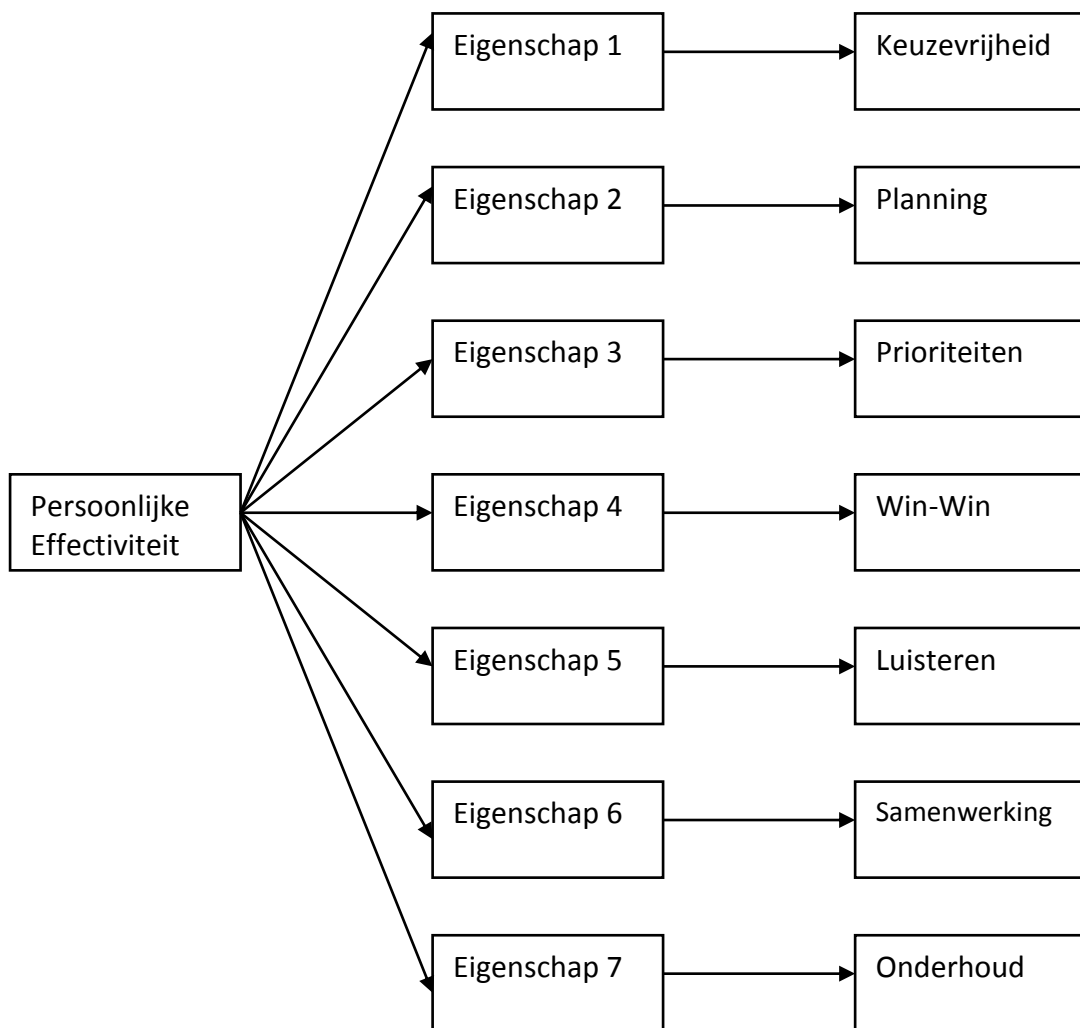 Eigenschap 1
Keuzevrijheid
Eigenschap 2
Planning
Eigenschap 3
Prioriteiten
Persoonlijke
Effectiviteit
Eigenschap 4
Win-Win
Eigenschap 5
Luisteren
Eigenschap 6
Samenwerking
Eigenschap 7
Onderhoud